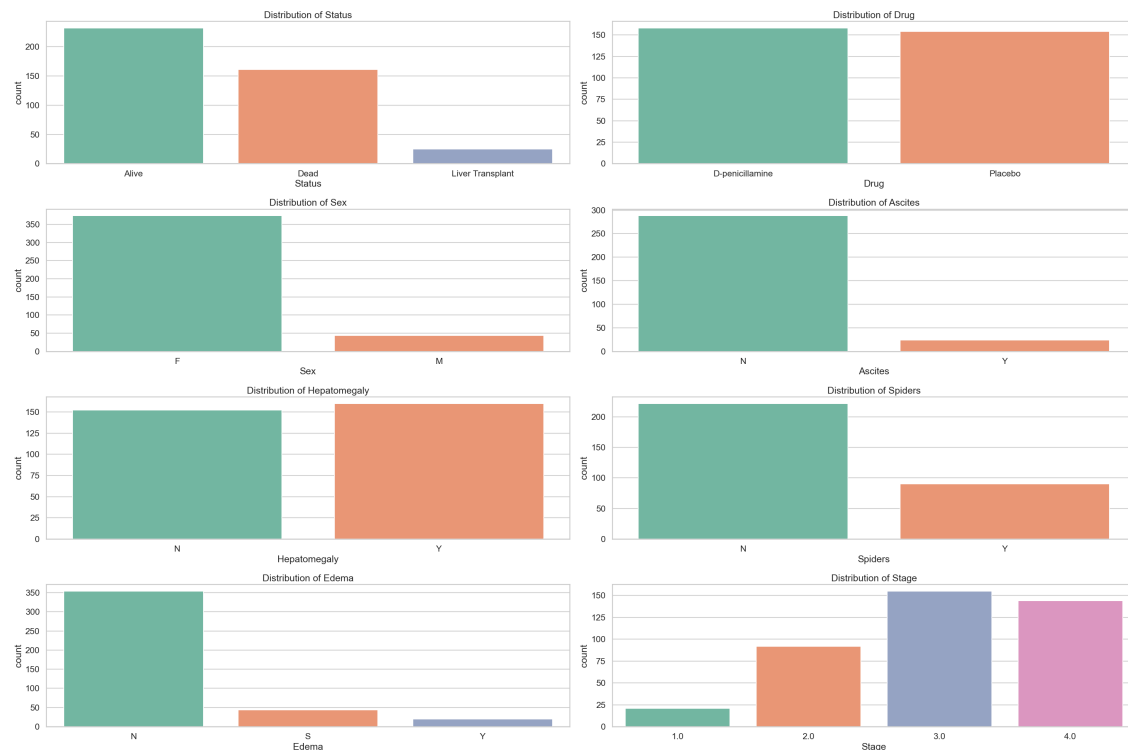 Distribution of Status
count
200
150
100
50
0
Alive Dead Liver Transplant
Status
Distribution of Drug
count
150
125
100
75
50
25
0
D-penicillamine Placebo
Drug
Distribution of Sex
count
350
300
250
200
150
100
50
0
F M
Sex
Distribution of Ascites
count
300
250
200
150
100
50
0
N Y
Ascites
Distribution of Hepatomegaly
count
150
125
100
75
50
25
0
N Y
Hepatomegaly
Distribution of Spiders
count
200
150
100
50
0
N Y
Spiders
Distribution of Edema
count
350
300
250
200
150
100
50
0
N S Y
Edema
Distribution of Stage
count
150
125
100
75
50
25
0
1.0 2.0 3.0 4.0
Stage